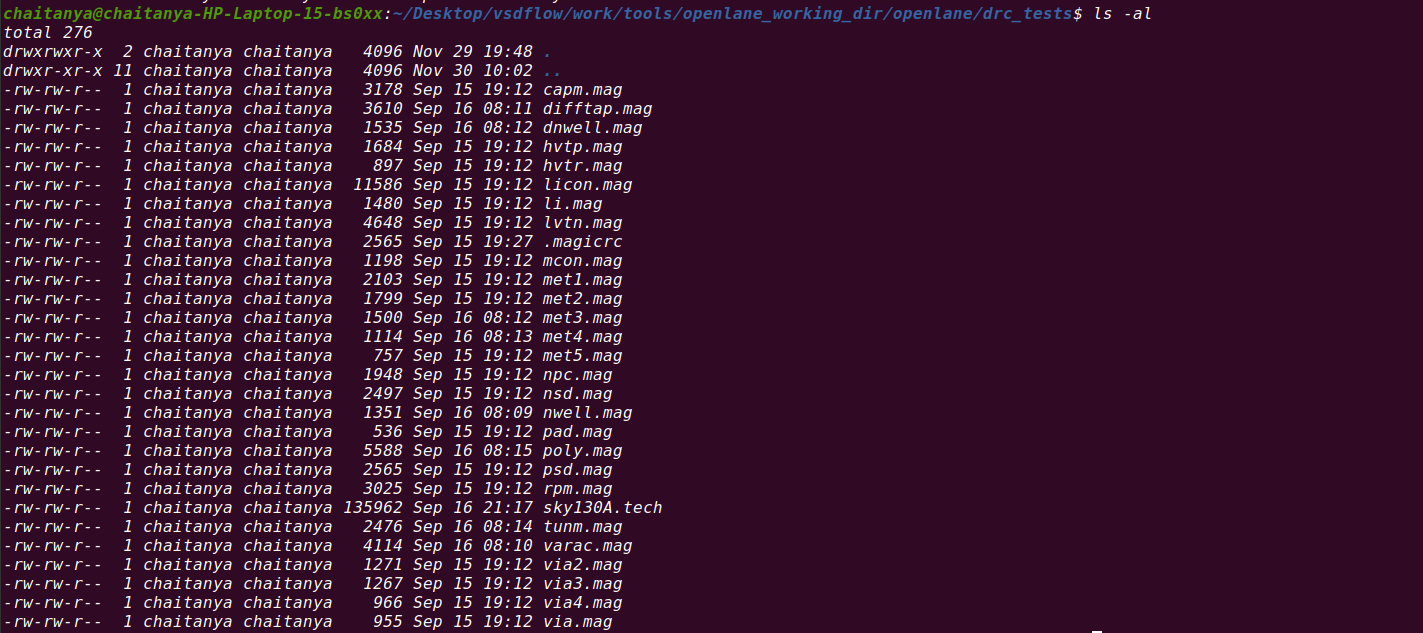 chaitanya@chaitanya-HP-Laptop-15-bs0xx:~/Desktop/vsdflow/work/tools/openlane_working_dir/openlane/drc_tests$ ls -al
total 276
drwxrwxr-x  2 chaitanya chaitanya   4096 Nov 29 19:48 .
drwxr-xr-x 11 chaitanya chaitanya   4096 Nov 30 10:02 ..
-rw-rw-r--  1 chaitanya chaitanya   3178 Sep 15 19:12 capm.mag
-rw-rw-r--  1 chaitanya chaitanya   3610 Sep 16 08:11 difftap.mag
-rw-rw-r--  1 chaitanya chaitanya   1535 Sep 16 08:12 dnwell.mag
-rw-rw-r--  1 chaitanya chaitanya   1684 Sep 15 19:12 hvtp.mag
-rw-rw-r--  1 chaitanya chaitanya    897 Sep 15 19:12 hvtr.mag
-rw-rw-r--  1 chaitanya chaitanya  11586 Sep 15 19:12 licon.mag
-rw-rw-r--  1 chaitanya chaitanya   1480 Sep 15 19:12 li.mag
-rw-rw-r--  1 chaitanya chaitanya   4648 Sep 15 19:12 lvtn.mag
-rw-rw-r--  1 chaitanya chaitanya   2565 Sep 15 19:27 .magicrc
-rw-rw-r--  1 chaitanya chaitanya   1198 Sep 15 19:12 mcon.mag
-rw-rw-r--  1 chaitanya chaitanya   2103 Sep 15 19:12 met1.mag
-rw-rw-r--  1 chaitanya chaitanya   1799 Sep 15 19:12 met2.mag
-rw-rw-r--  1 chaitanya chaitanya   1500 Sep 16 08:12 met3.mag
-rw-rw-r--  1 chaitanya chaitanya   1114 Sep 16 08:13 met4.mag
-rw-rw-r--  1 chaitanya chaitanya    757 Sep 15 19:12 met5.mag
-rw-rw-r--  1 chaitanya chaitanya   1948 Sep 15 19:12 npc.mag
-rw-rw-r--  1 chaitanya chaitanya   2497 Sep 15 19:12 nsd.mag
-rw-rw-r--  1 chaitanya chaitanya   1351 Sep 16 08:09 nwell.mag
-rw-rw-r--  1 chaitanya chaitanya    536 Sep 15 19:12 pad.mag
-rw-rw-r--  1 chaitanya chaitanya   5588 Sep 16 08:15 poly.mag
-rw-rw-r--  1 chaitanya chaitanya   2565 Sep 15 19:12 psd.mag
-rw-rw-r--  1 chaitanya chaitanya   3025 Sep 15 19:12 rpm.mag
-rw-rw-r--  1 chaitanya chaitanya 135962 Sep 16 21:17 sky130A.tech
-rw-rw-r--  1 chaitanya chaitanya   2476 Sep 16 08:14 tunm.mag
-rw-rw-r--  1 chaitanya chaitanya   4114 Sep 16 08:10 varac.mag
-rw-rw-r--  1 chaitanya chaitanya   1271 Sep 15 19:12 via2.mag
-rw-rw-r--  1 chaitanya chaitanya   1267 Sep 15 19:12 via3.mag
-rw-rw-r--  1 chaitanya chaitanya    966 Sep 15 19:12 via4.mag
-rw-rw-r--  1 chaitanya chaitanya    955 Sep 15 19:12 via.mag